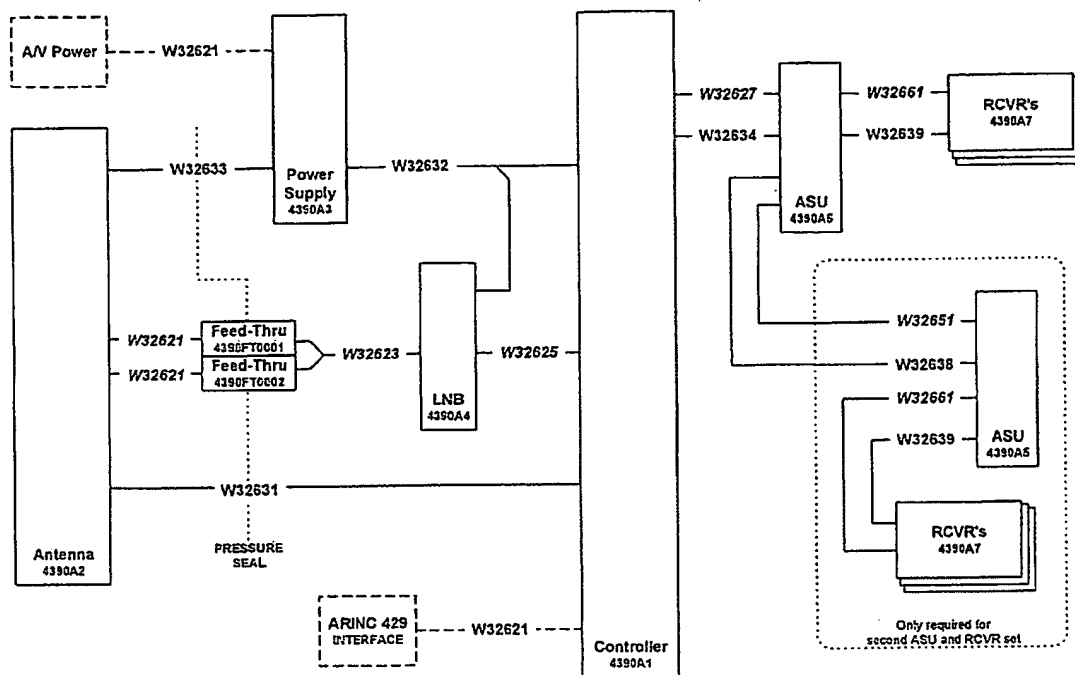 A/V Power
W32621
W32633
Power
Supply
4390A3
W32632
W32621
Feed-Thru
4390FT0001
W32621
Feed-Thru
4390FT0002
W32623
LNB
4390A4
W32625
W32631
PRESSURE
SEAL
Antenna
4390A2
ARINC 429
INTERFACE
W32621
Controller
4390A1
W32627
W32634
ASU
4390A5
W32661
W32639
RCVR's
4390A7
W32651
W32638
W32661
W32639
ASU
4390A5
RCVR's
4390A7
Only required for
second ASU and RCVR set